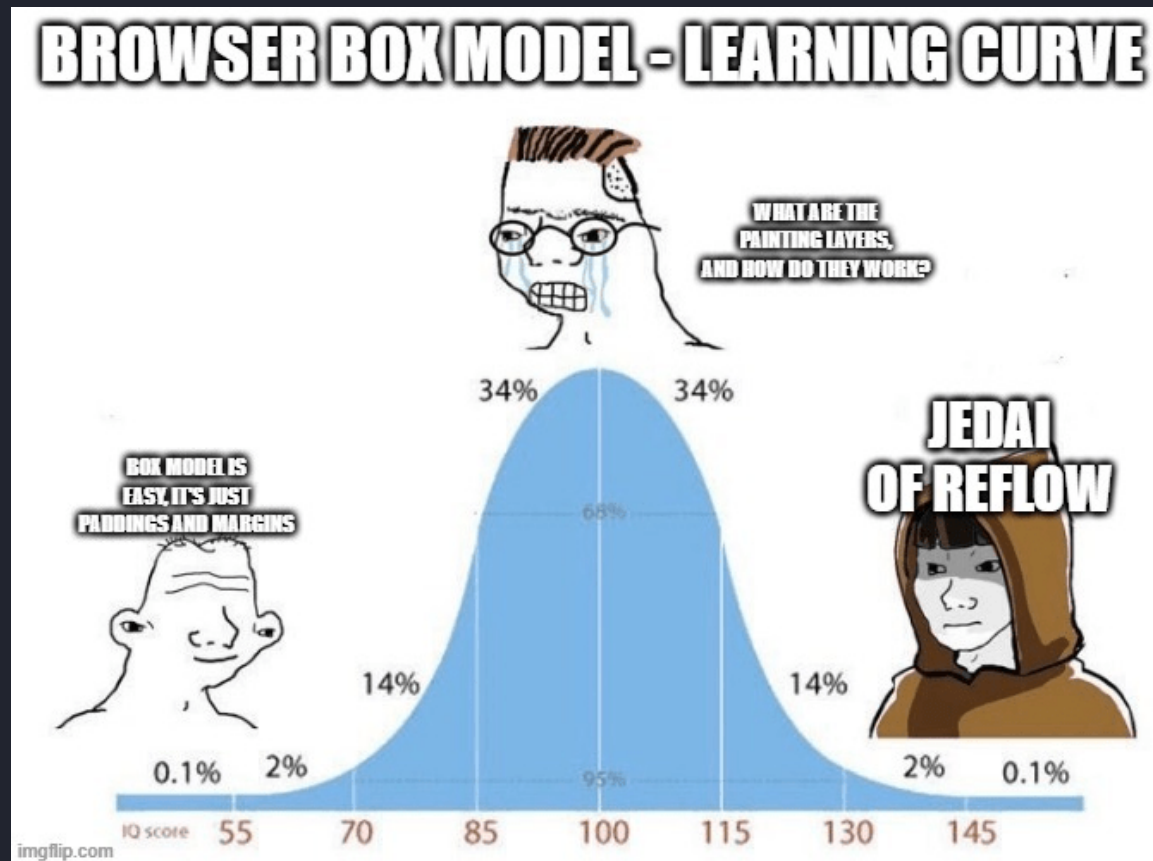 BROWSER BOX MODEL - LEARNING CURVE
WHAT ARE THE
PAINTING LAYERS,
AND HOW DO THEY WORK?
34%
34%
JEDAI
OF REFLOW
BOX MODEL IS
EASY, IT'S JUST
PADDINGS AND MARGINS
68%
14%
14%
0.1%
2%
95%
2%
0.1%
IQ score 55 70 85 100 115 130 145
imgflip.com